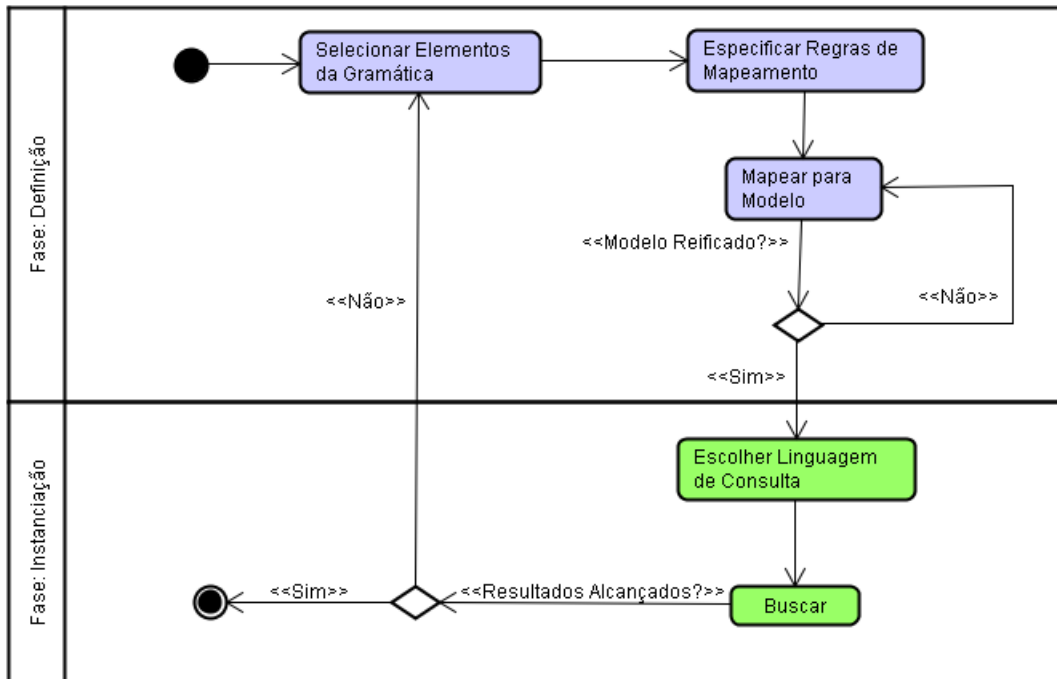 Fase: Definição
Selecionar Elementos
da Gramática
Especificar Regras de
Mapeamento
Mapear para
Modelo
<<Modelo Reificado?>>
<<Não>>
<<Não>>
<<Sim>>
Fase: Instanciação
Escolher Linguagem
de Consulta
<<Sim>>
<<Resultados Alcançados?>>
Buscar